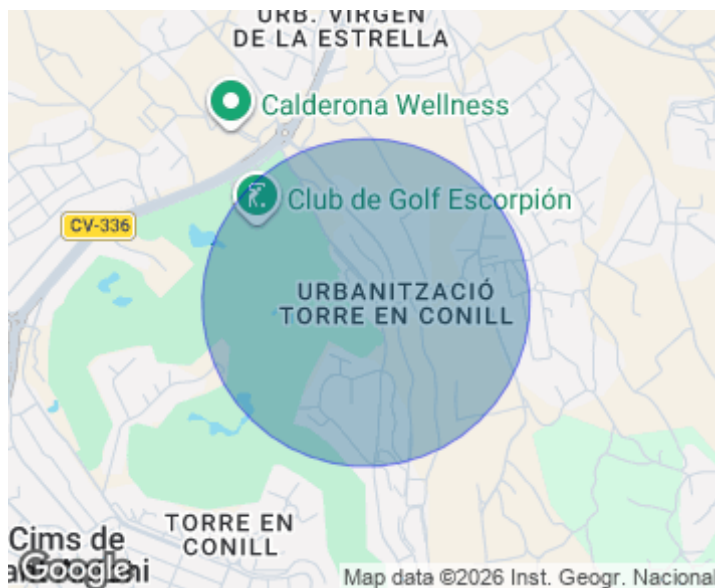 URB. VIRGEN
DE LA ESTRELLA
Calderona Wellness
Club de Golf Escorpión
CV-336
URBANITZACIÓ
TORRE EN CONILL
TORRE EN
CONILL
Cims de
Google
Map data ©2026 Inst. Geogr. Nacional